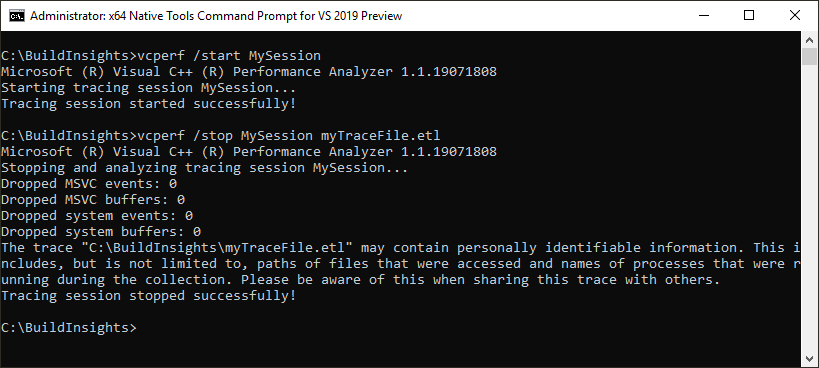 Administrator: x64 Native Tools Command Prompt for VS 2019 Preview
C:\BuildInsights>vcperf /start MySession
Microsoft (R) Visual C++ (R) Performance Analyzer 1.1.19071808
Starting tracing session MySession...
Tracing session started successfully!
C:\BuildInsights>vcperf /stop MySession myTraceFile.etl
Microsoft (R) Visual C++ (R) Performance Analyzer 1.1.19071808
Stopping and analyzing tracing session MySession...
Dropped MSVC events: 0
Dropped MSVC buffers: 0
Dropped system events: 0
Dropped system buffers: 0
The trace "C:\BuildInsights\myTraceFile.etl" may contain personally identifiable information. This i
ncludes, but is not limited to, paths of files that were accessed and names of processes that were r
unning during the collection. Please be aware of this when sharing this trace with others.
Tracing session stopped successfully!
C:\BuildInsights>